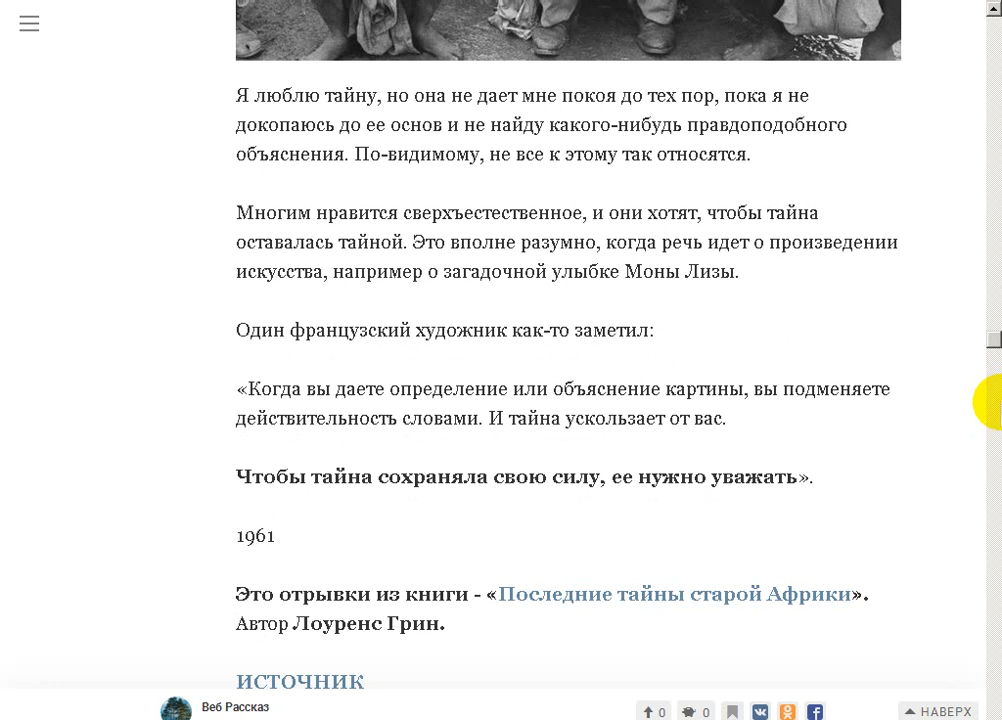 Я люблю тайну, но она не дает мне покоя до тех пор, пока я не
докопаюсь до ее основ и не найду какого-нибудь правдоподобного
объяснения. По-видимому, не все к этому так относятся.
Многим нравится сверхъестественное, и они хотят, чтобы тайна
оставалась тайной. Это вполне разумно, когда речь идет о произведении
искусства, например о загадочной улыбке Моны Лизы.
Один французский художник как-то заметил:
«Когда вы даете определение или объяснение картины, вы подменяете
действительность словами. И тайна ускользает от вас.
Чтобы тайна сохраняла свою силу, ее нужно уважать».
1961
Это отрывки из книги - «Последние тайны старой Африки».
Автор Лоуренс Грин.
ИСТОЧНИК
Веб Рассказ 0 0 НАВЕРХ